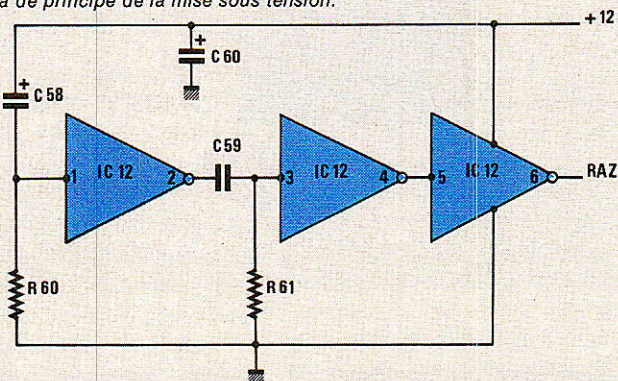 a de principe de la mise sous tension.
+12
+
C 60
+
C 58
C 59
1 IC 12 2
3 IC 12 4
5 IC 12 6
RAZ
R 60
R 61